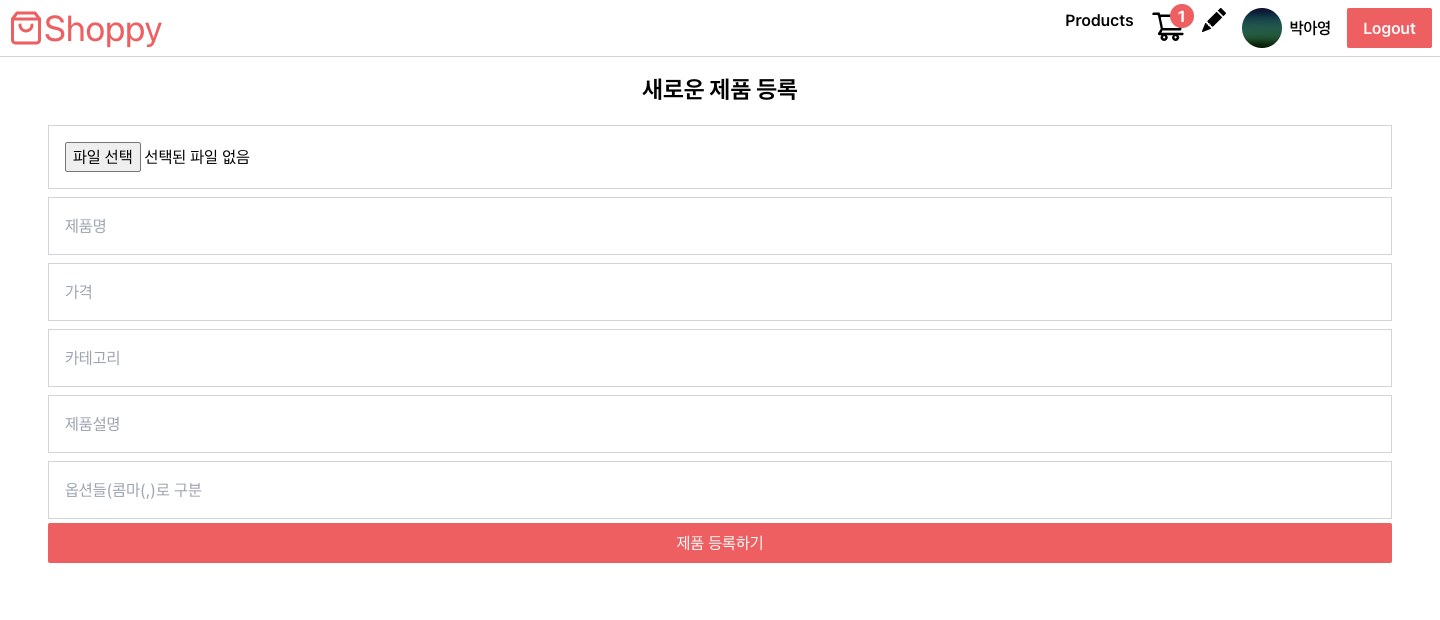 Shoppy
Products 1 박아영 Logout
새로운 제품 등록
파일 선택 선택된 파일 없음
제품명
가격
카테고리
제품설명
옵션들(콤마(,)로 구분
제품 등록하기